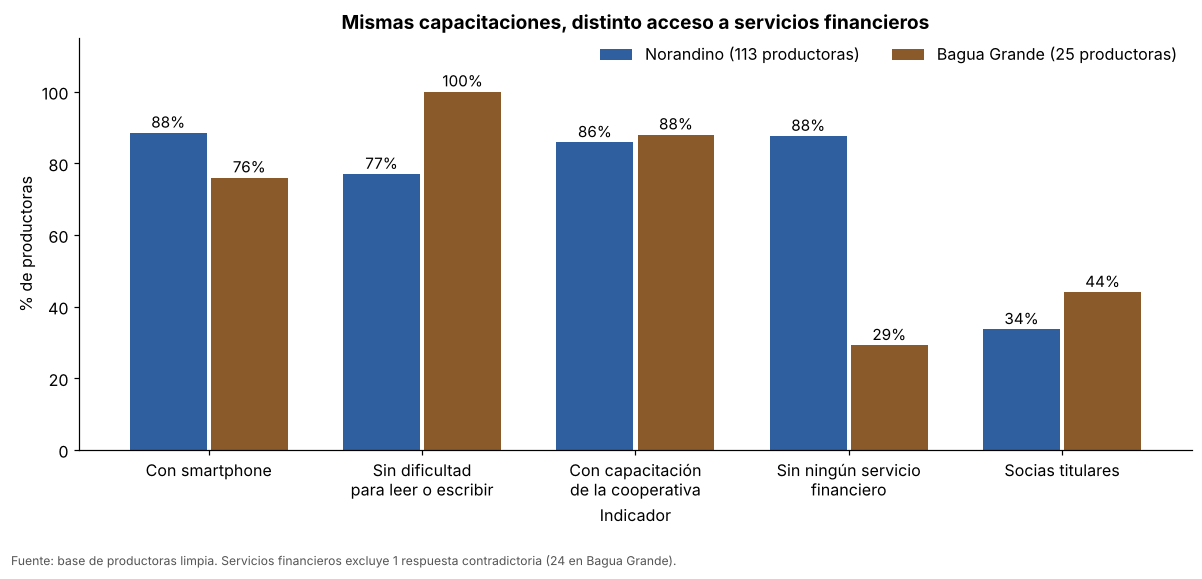 Mismas capacitaciones, distinto acceso a servicios financieros
Norandino (113 productoras)
Bagua Grande (25 productoras)
% de productoras
100
80
60
40
20
0
88%
76%
77%
100%
86%
88%
88%
29%
34%
44%
Con smartphone
Sin dificultad
para leer o escribir
Con capacitación
de la cooperativa
Sin ningún servicio
financiero
Socias titulares
Indicador
Fuente: base de productoras limpia. Servicios financieros excluye 1 respuesta contradictoria (24 en Bagua Grande).